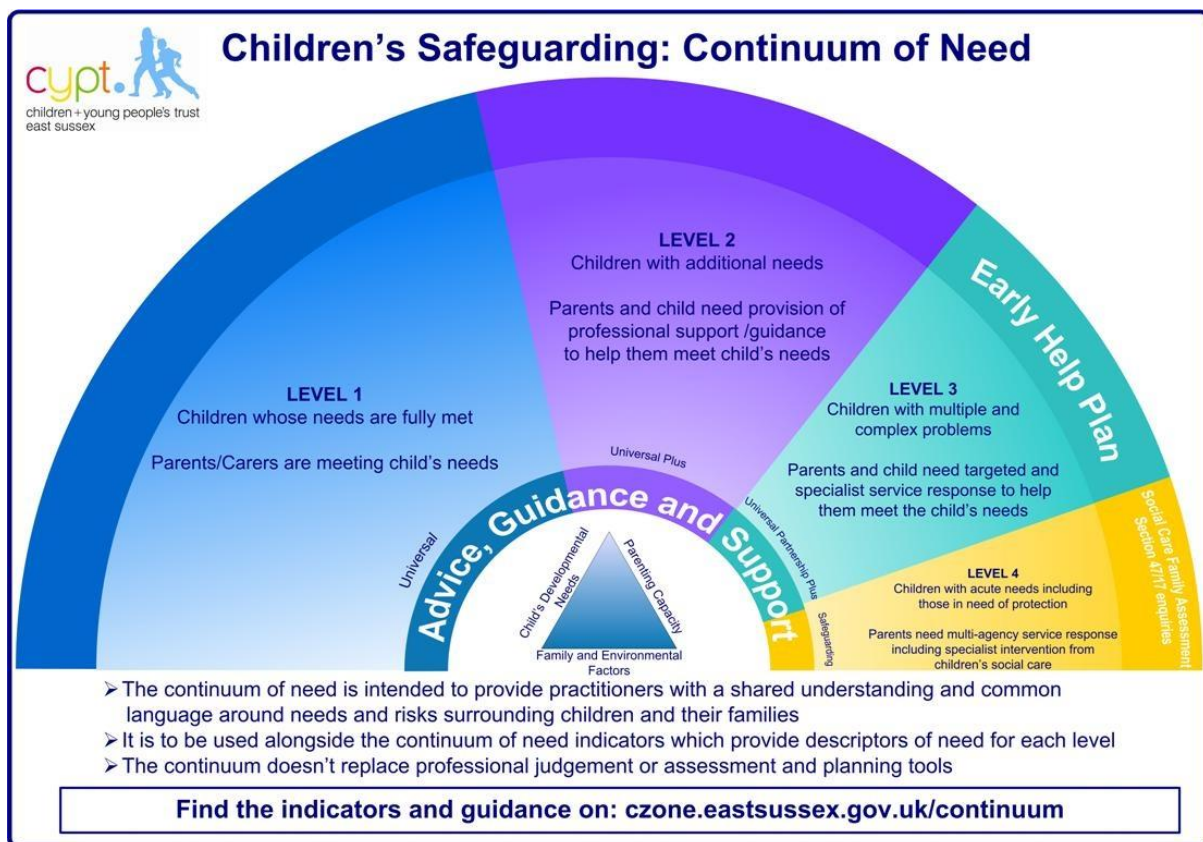 Children’s Safeguarding: Continuum of Need
cypt.
children + young people's trust
east sussex
LEVEL 1
Children whose needs are fully met
Parents/Carers are meeting child’s needs
LEVEL 2
Children with additional needs
Parents and child need provision of
professional support /guidance
to help them meet child’s needs
LEVEL 3
Children with multiple and
complex problems
Parents and child need targeted and
specialist service response to help
them meet the child’s needs
LEVEL 4
Children with acute needs including
those in need of protection
Parents need multi-agency service response
including specialist intervention from
children’s social care
Early Help Plan
Social Care Family Assessment
Section 47/17 enquiries
Universal
Universal Plus
Universal Partnership Plus
Safeguarding
Advice, Guidance and Support
Child’s Developmental
Needs
Parenting Capacity
Family and Environmental
Factors
➢ The continuum of need is intended to provide practitioners with a shared understanding and common
language around needs and risks surrounding children and their families
➢ It is to be used alongside the continuum of need indicators which provide descriptors of need for each level
➢ The continuum doesn’t replace professional judgement or assessment and planning tools
Find the indicators and guidance on: czone.eastsussex.gov.uk/continuum